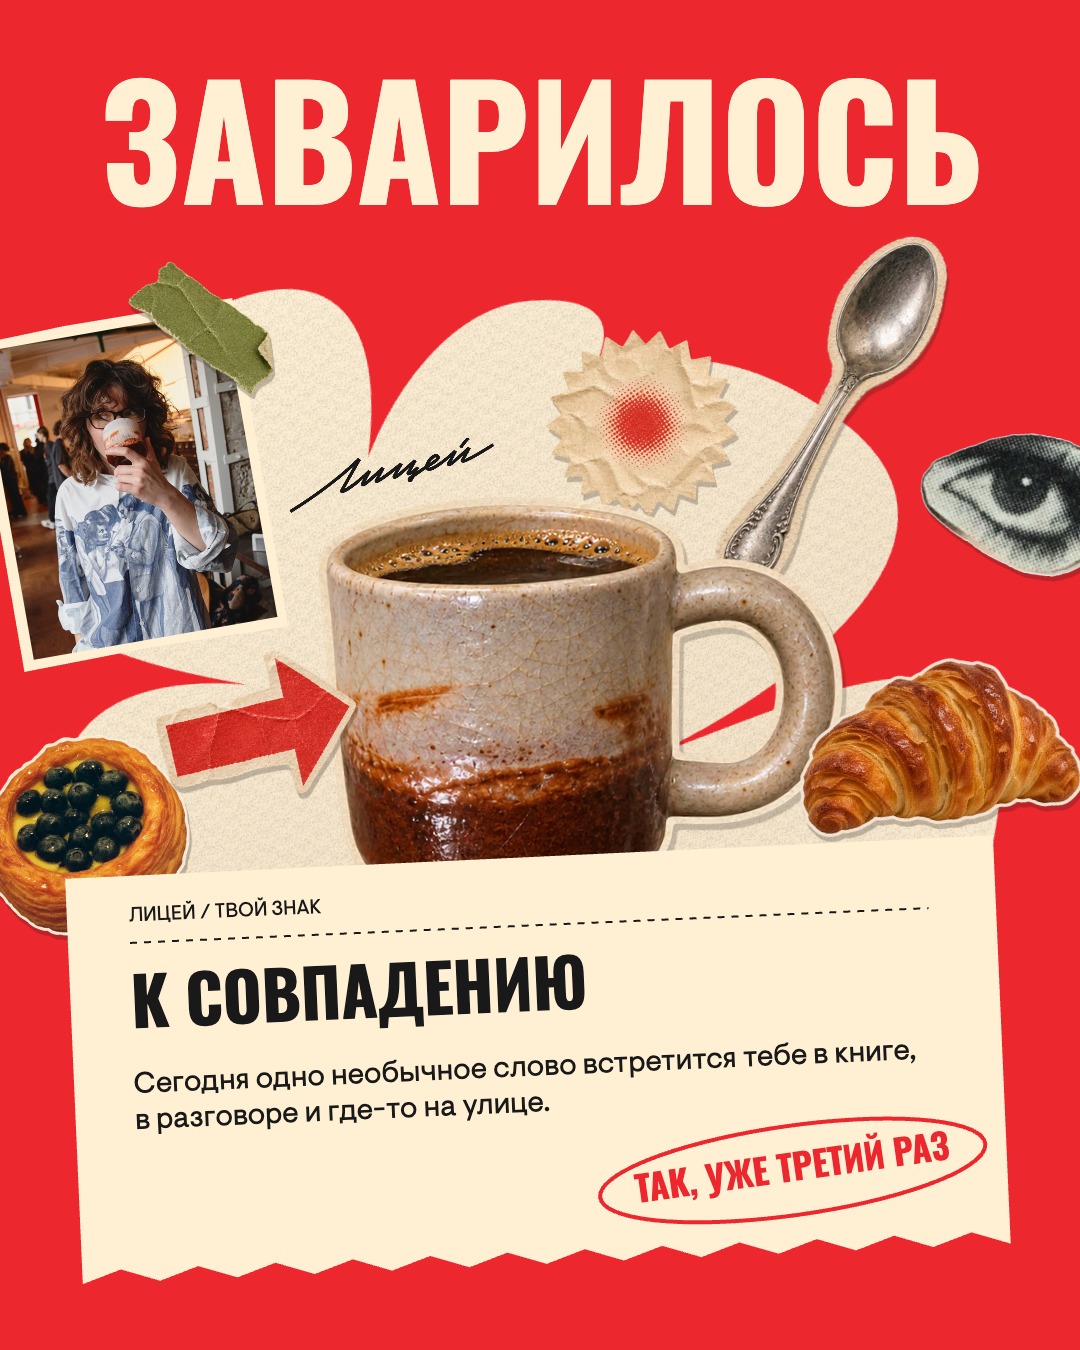 ЗАВАРИЛОСЬ
Лицей
ЛИЦЕЙ / ТВОЙ ЗНАК
К СОВПАДЕНИЮ
Сегодня одно необычное слово встретится тебе в книге,
в разговоре и где-то на улице.
ТАК, УЖЕ ТРЕТИЙ РАЗ